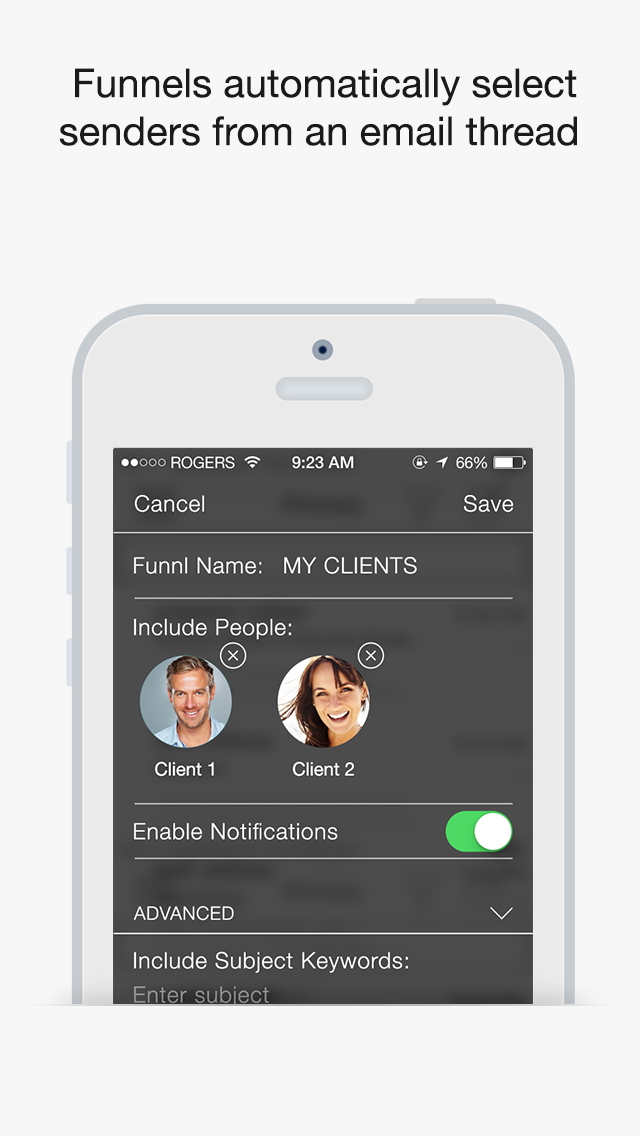 Funnels automatically select
senders from an email thread
ROGERS 9:23 AM 66%
Cancel Save
Funnl Name: MY CLIENTS
Include People:
Client 1 Client 2
Enable Notifications
ADVANCED
Include Subject Keywords:
Enter subject